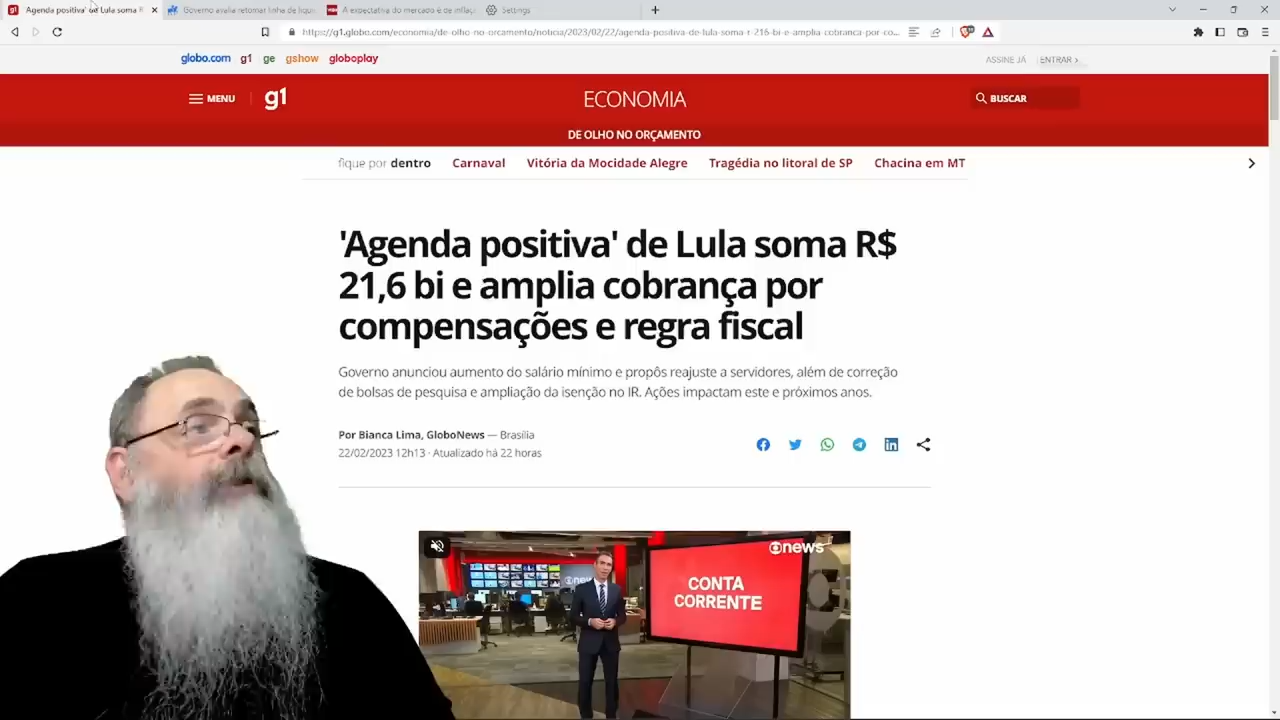 Agenda positiva' de Lula soma R
Governo avalia retomar linha de liqui
A expectativa do mercado é de inflaç
Settings
https://g1.globo.com/economia/de-olho-no-orcamento/noticia/2023/02/22/agenda-positiva-de-lula-soma-r-216-bi-e-amplia-cobranca-por-co...
globo.com g1 ge gshow globoplay
ASSINE JÁ ENTRAR ›
MENU g1 ECONOMIA BUSCAR
DE OLHO NO ORÇAMENTO
fique por dentro Carnaval Vitória da Mocidade Alegre Tragédia no litoral de SP Chacina em MT
'Agenda positiva' de Lula soma R$
21,6 bi e amplia cobrança por
compensações e regra fiscal
Governo anunciou aumento do salário mínimo e propôs reajuste a servidores, além de correção
de bolsas de pesquisa e ampliação da isenção no IR. Ações impactam este e próximos anos.
Por Bianca Lima, GloboNews — Brasília
22/02/2023 12h13 · Atualizado há 22 horas
news
CONTA
CORRENTE